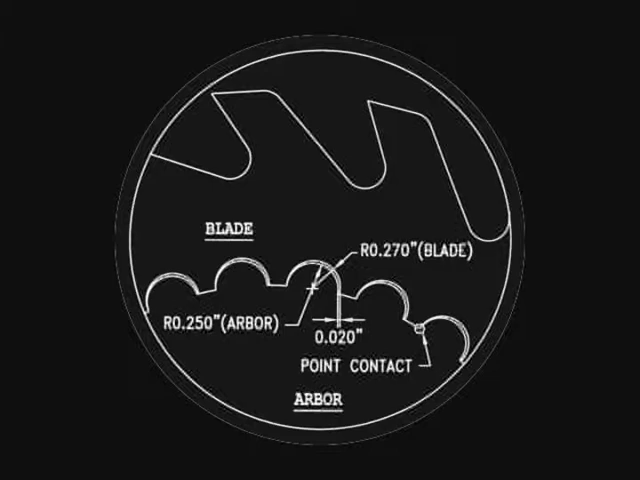 BLADE
R0.270"(BLADE)
R0.250"(ARBOR)
0.020"
POINT CONTACT
ARBOR